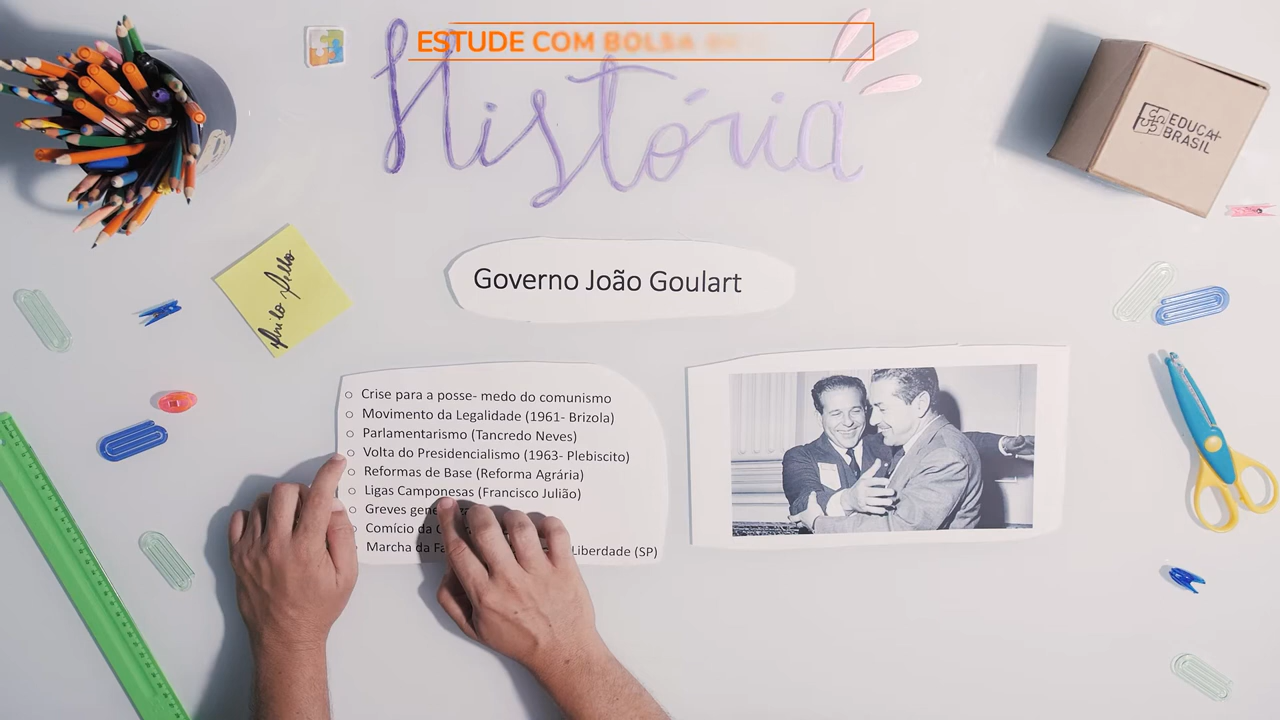 ESTUDE COM BOLSA
História
EDUCA+
BRASIL
Governo João Goulart
Crise para a posse- medo do comunismo
Movimento da Legalidade (1961- Brizola)
Parlamentarismo (Tancredo Neves)
Volta do Presidencialismo (1963- Plebiscito)
Reformas de Base (Reforma Agrária)
Ligas Camponesas (Francisco Julião)
Greves
Comício da
Marcha da Liberdade (SP)